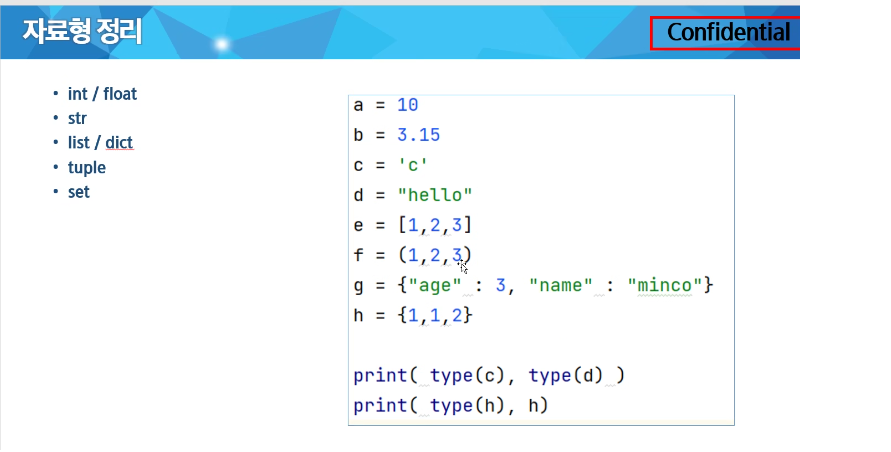 자료형 정리
Confidential
• int / float
• str
• list / dict
• tuple
• set
a = 10
b = 3.15
c = 'c'
d = "hello"
e = [1,2,3]
f = (1,2,3)
g = {"age" : 3, "name" : "minco"}
h = {1,1,2}
print( type(c), type(d) )
print( type(h), h)